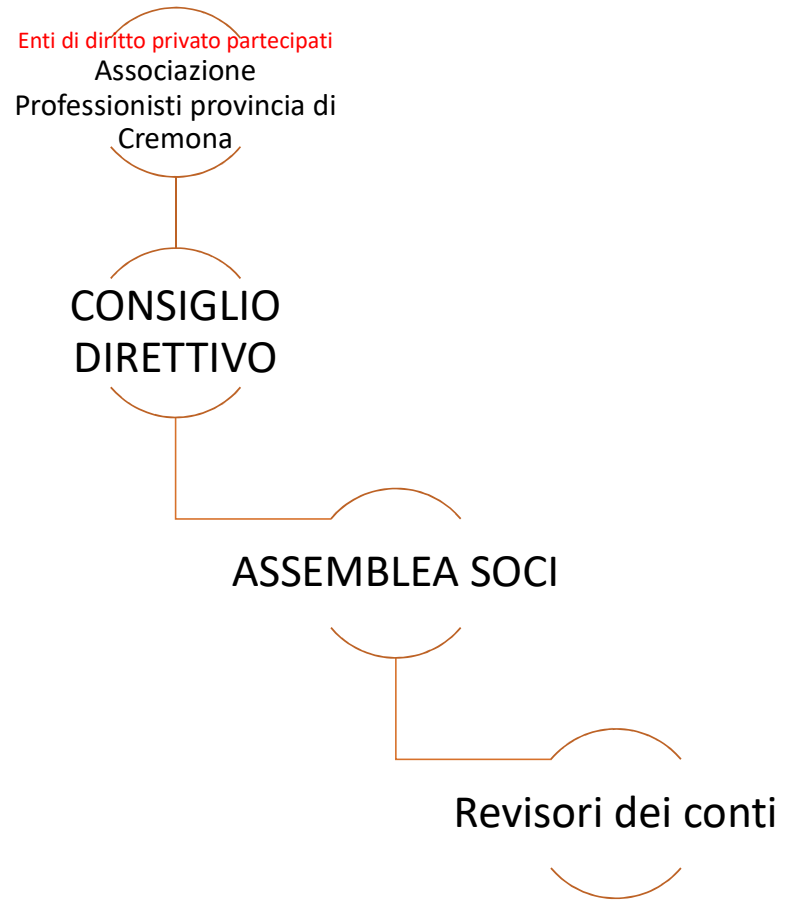 Enti di diritto privato partecipati
Associazione
Professionisti provincia di
Cremona
CONSIGLIO
DIRETTIVO
ASSEMBLEA SOCI
Revisori dei conti